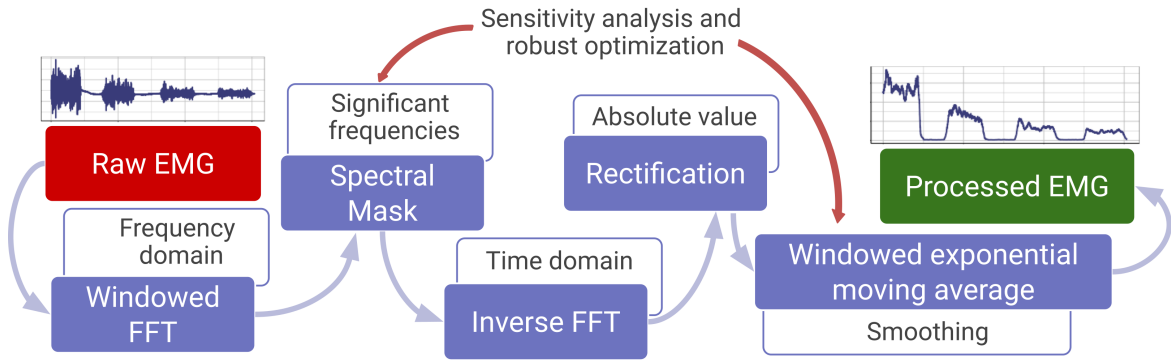 Sensitivity analysis and
robust optimization
Raw EMG
Frequency
domain
Windowed
FFT
Significant
frequencies
Spectral
Mask
Time domain
Inverse FFT
Absolute value
Rectification
Windowed exponential
moving average
Smoothing
Processed EMG